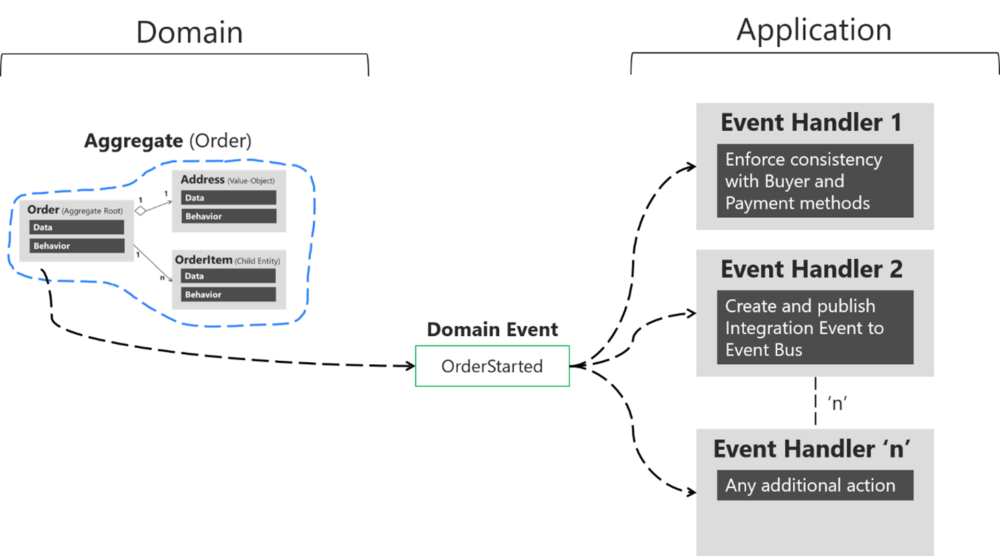 Domain
Application
Aggregate (Order)
Order (Aggregate Root)
Data
Behavior
1
1
Address (Value-Object)
Data
Behavior
1
n
OrderItem (Child Entity)
Data
Behavior
Domain Event
OrderStarted
Event Handler 1
Enforce consistency
with Buyer and
Payment methods
Event Handler 2
Create and publish
Integration Event to
Event Bus
‘n’
Event Handler ‘n’
Any additional action